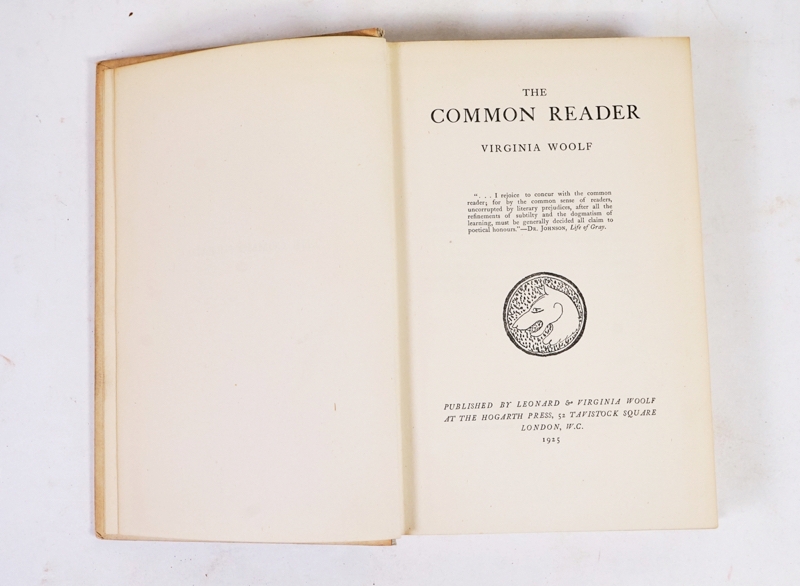 THE
COMMON READER
VIRGINIA WOOLF
“. . . I rejoice to concur with the common
reader; for by the common sense of readers,
uncorrupted by literary prejudices, after all the
refinements of subtilty and the dogmatism of
learning, must be generally decided all claim to
poetical honours.”—Dr. Johnson, Life of Gray.
PUBLISHED BY LEONARD & VIRGINIA WOOLF
AT THE HOGARTH PRESS, 52 TAVISTOCK SQUARE
LONDON, W.C.
1925